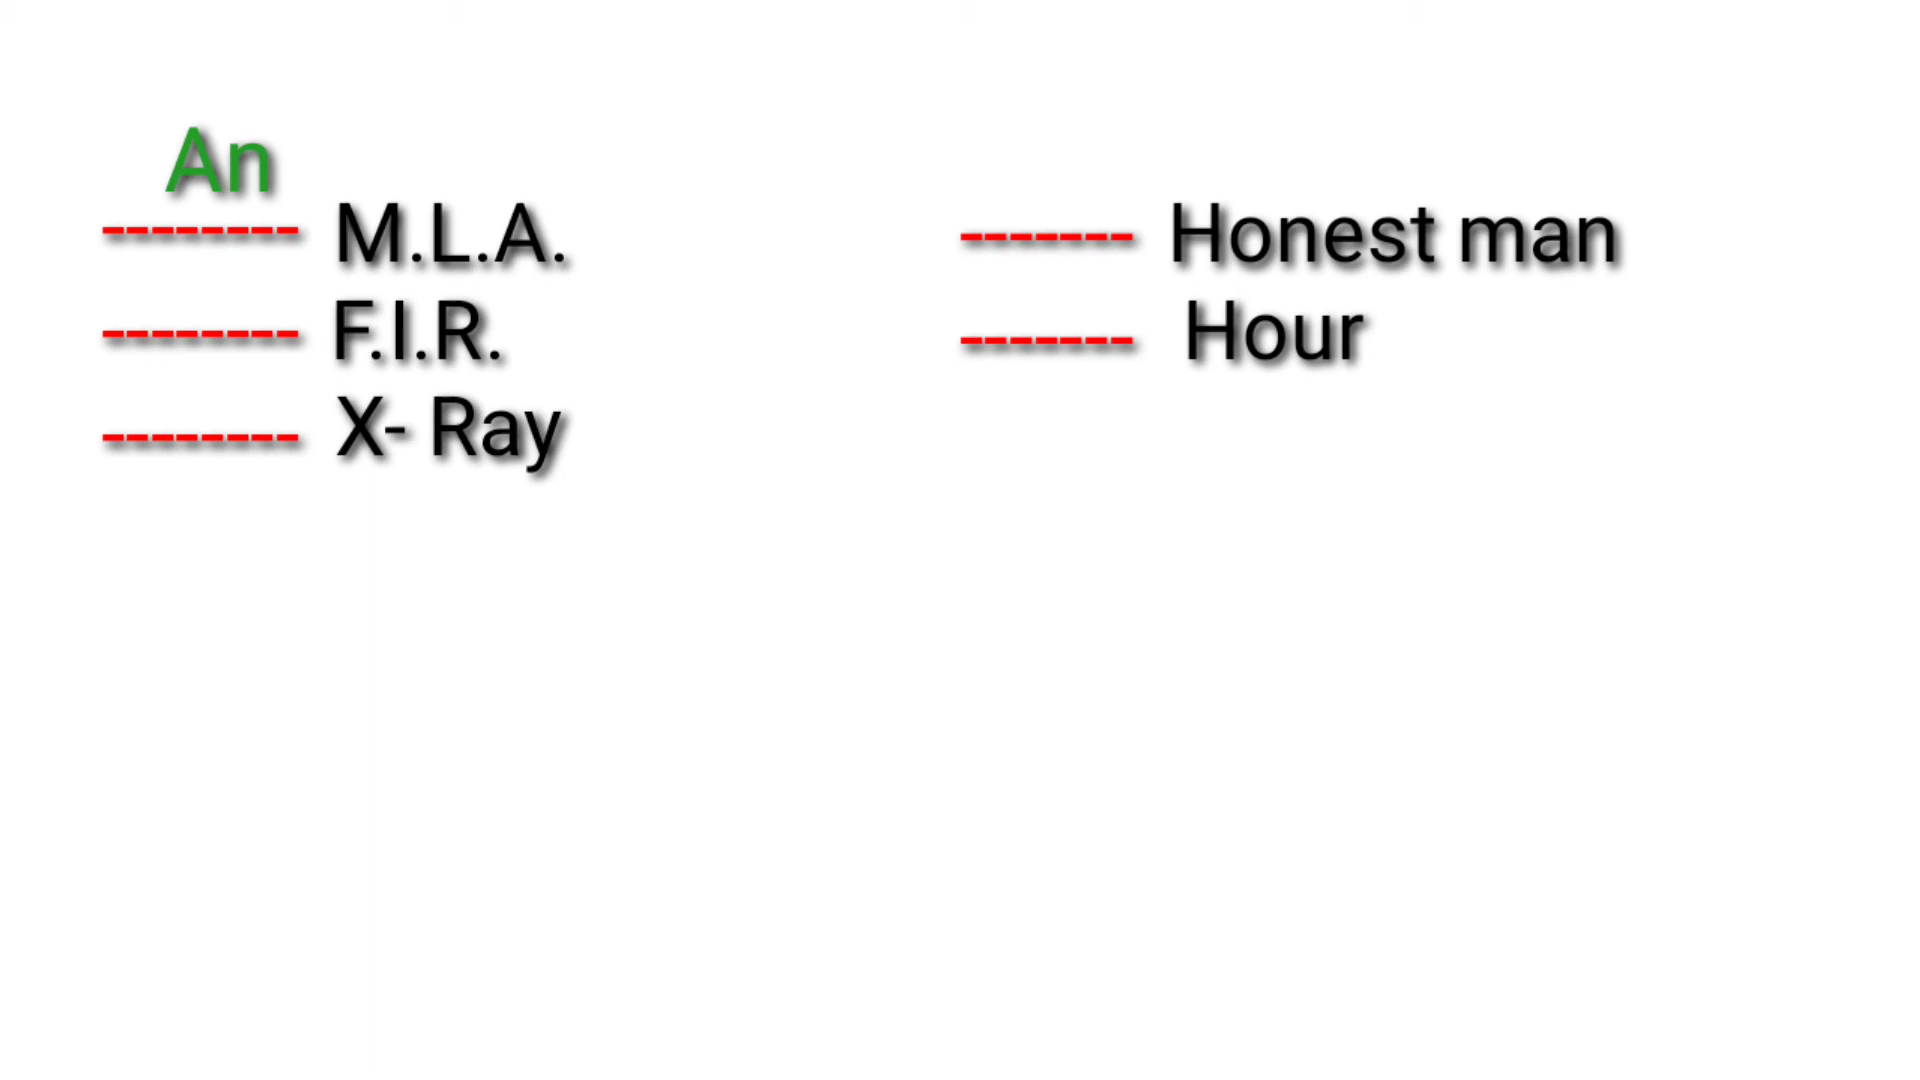 An
-------- M.L.A.
-------- F.I.R.
-------- X- Ray
------- Honest man
------- Hour